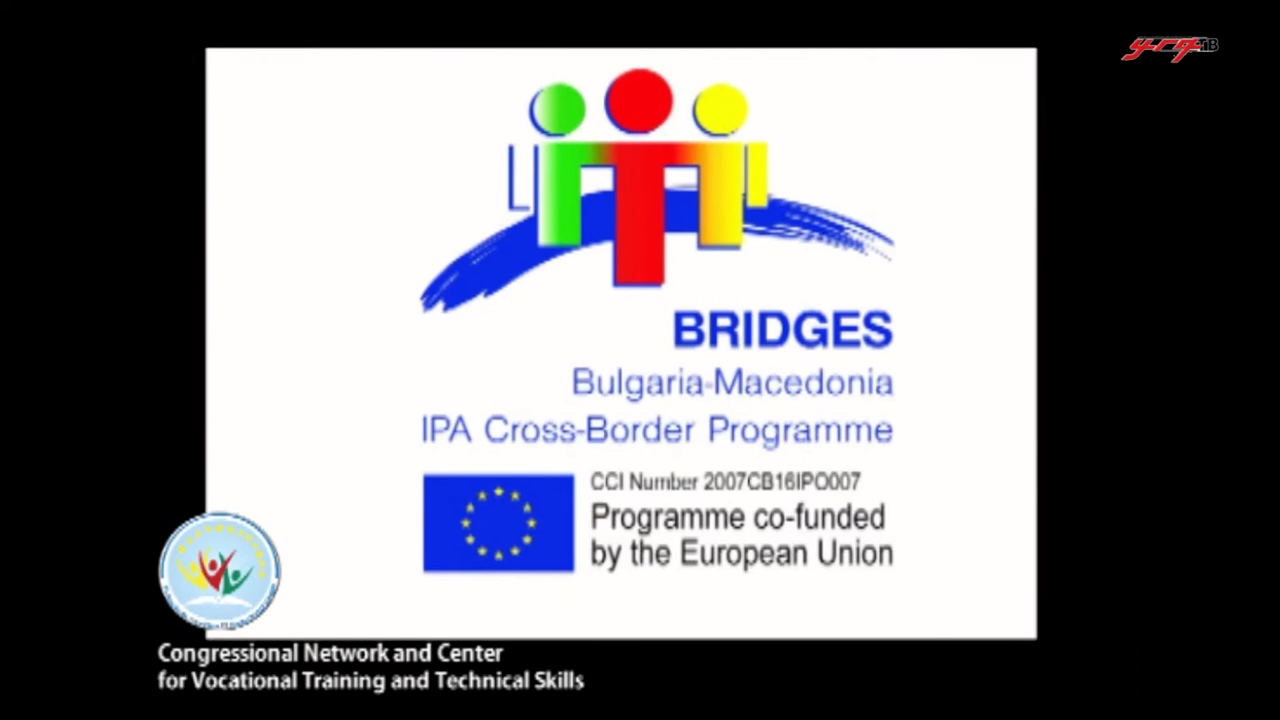 BRIDGES
Bulgaria-Macedonia
IPA Cross-Border Programme
CCI Number 2007CB16IPO007
Programme co-funded
by the European Union
Congressional Network and Center
for Vocational Training and Technical Skills